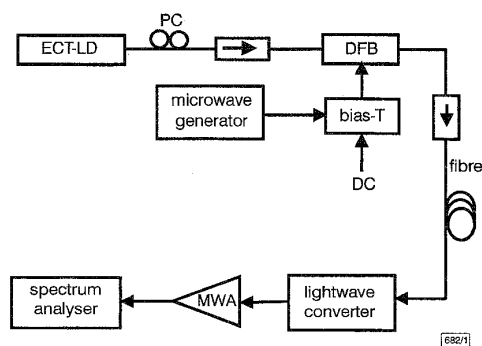 PC
ECT-LD
DFB
microwave
generator
bias-T
DC
fibre
spectrum
analyser
MWA
lightwave
converter
682/1